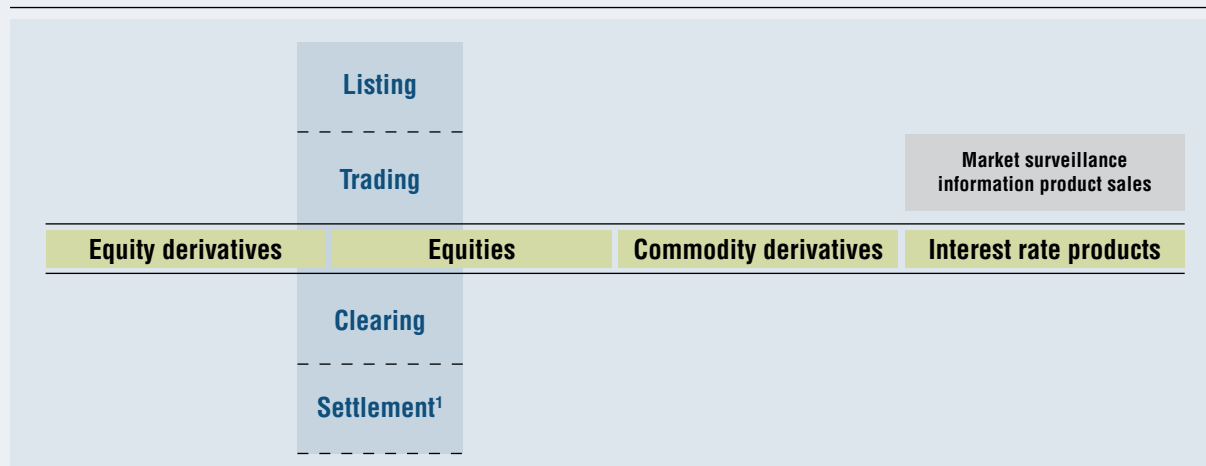 Listing
Trading
Market surveillance
information product sales
Equity derivatives
Equities
Commodity derivatives
Interest rate products
Clearing
Settlement¹